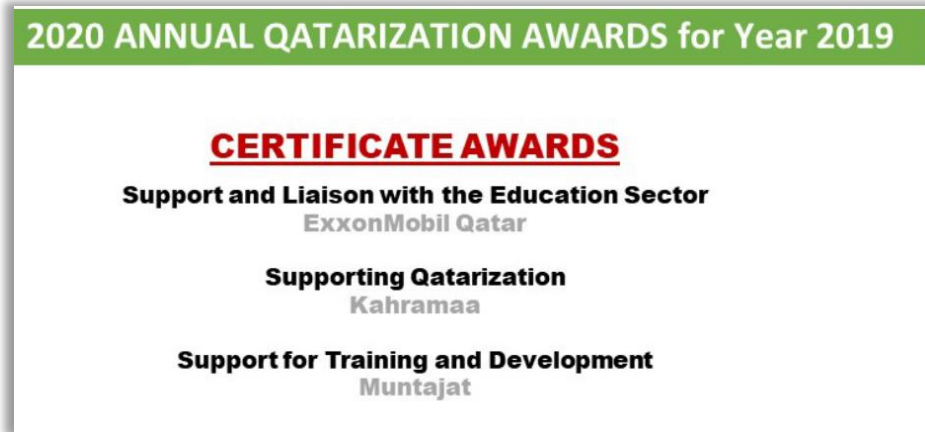 2020 ANNUAL QATARIZATION AWARDS for Year 2019
CERTIFICATE AWARDS
Support and Liaison with the Education Sector
ExxonMobil Qatar
Supporting Qatarization
Kahramaa
Support for Training and Development
Muntajat